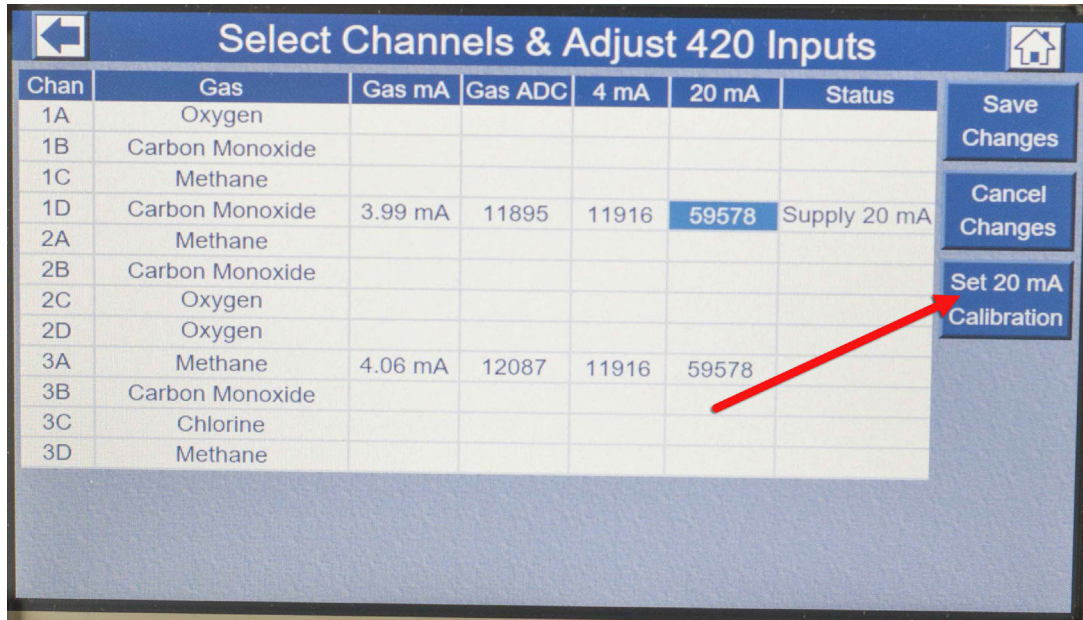 Select Channels & Adjust 420 Inputs
Chan Gas Gas mA Gas ADC 4 mA 20 mA Status
1A Oxygen
1B Carbon Monoxide
1C Methane
1D Carbon Monoxide 3.99 mA 11895 11916 59578 Supply 20 mA
2A Methane
2B Carbon Monoxide
2C Oxygen
2D Oxygen
3A Methane 4.06 mA 12087 11916 59578
3B Carbon Monoxide
3C Chlorine
3D Methane
Save
Changes
Cancel
Changes
Set 20 mA
Calibration